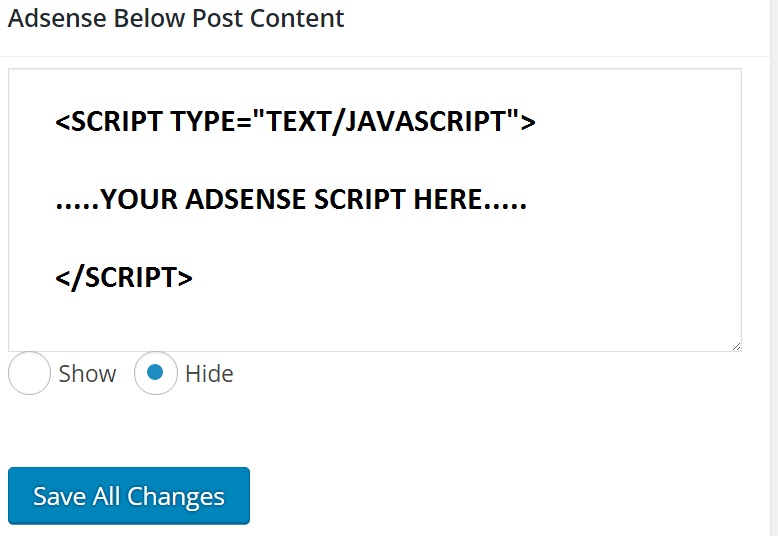 Adsense Below Post Content
<SCRIPT TYPE="TEXT/JAVASCRIPT">
.....YOUR ADSENSE SCRIPT HERE.....
</SCRIPT>
Show Hide
Save All Changes